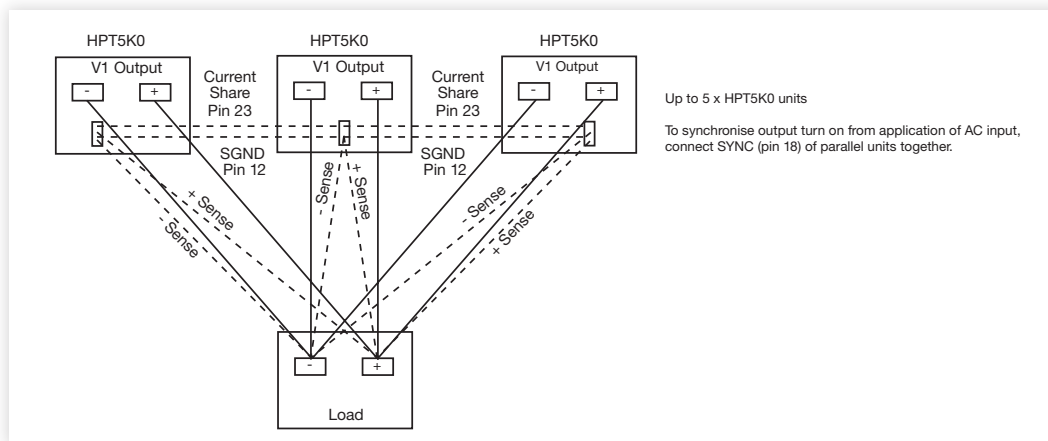 HPT5K0
HPT5K0
HPT5K0
V1 Output
V1 Output
V1 Output
- +
- +
- +
Current
Share
Pin 23
Current
Share
Pin 23
SGND
Pin 12
SGND
Pin 12
+ Sense
- Sense
- Sense
+ Sense
- Sense
+ Sense
- +
Load
Up to 5 x HPT5K0 units
To synchronise output turn on from application of AC input,
connect SYNC (pin 18) of parallel units together.